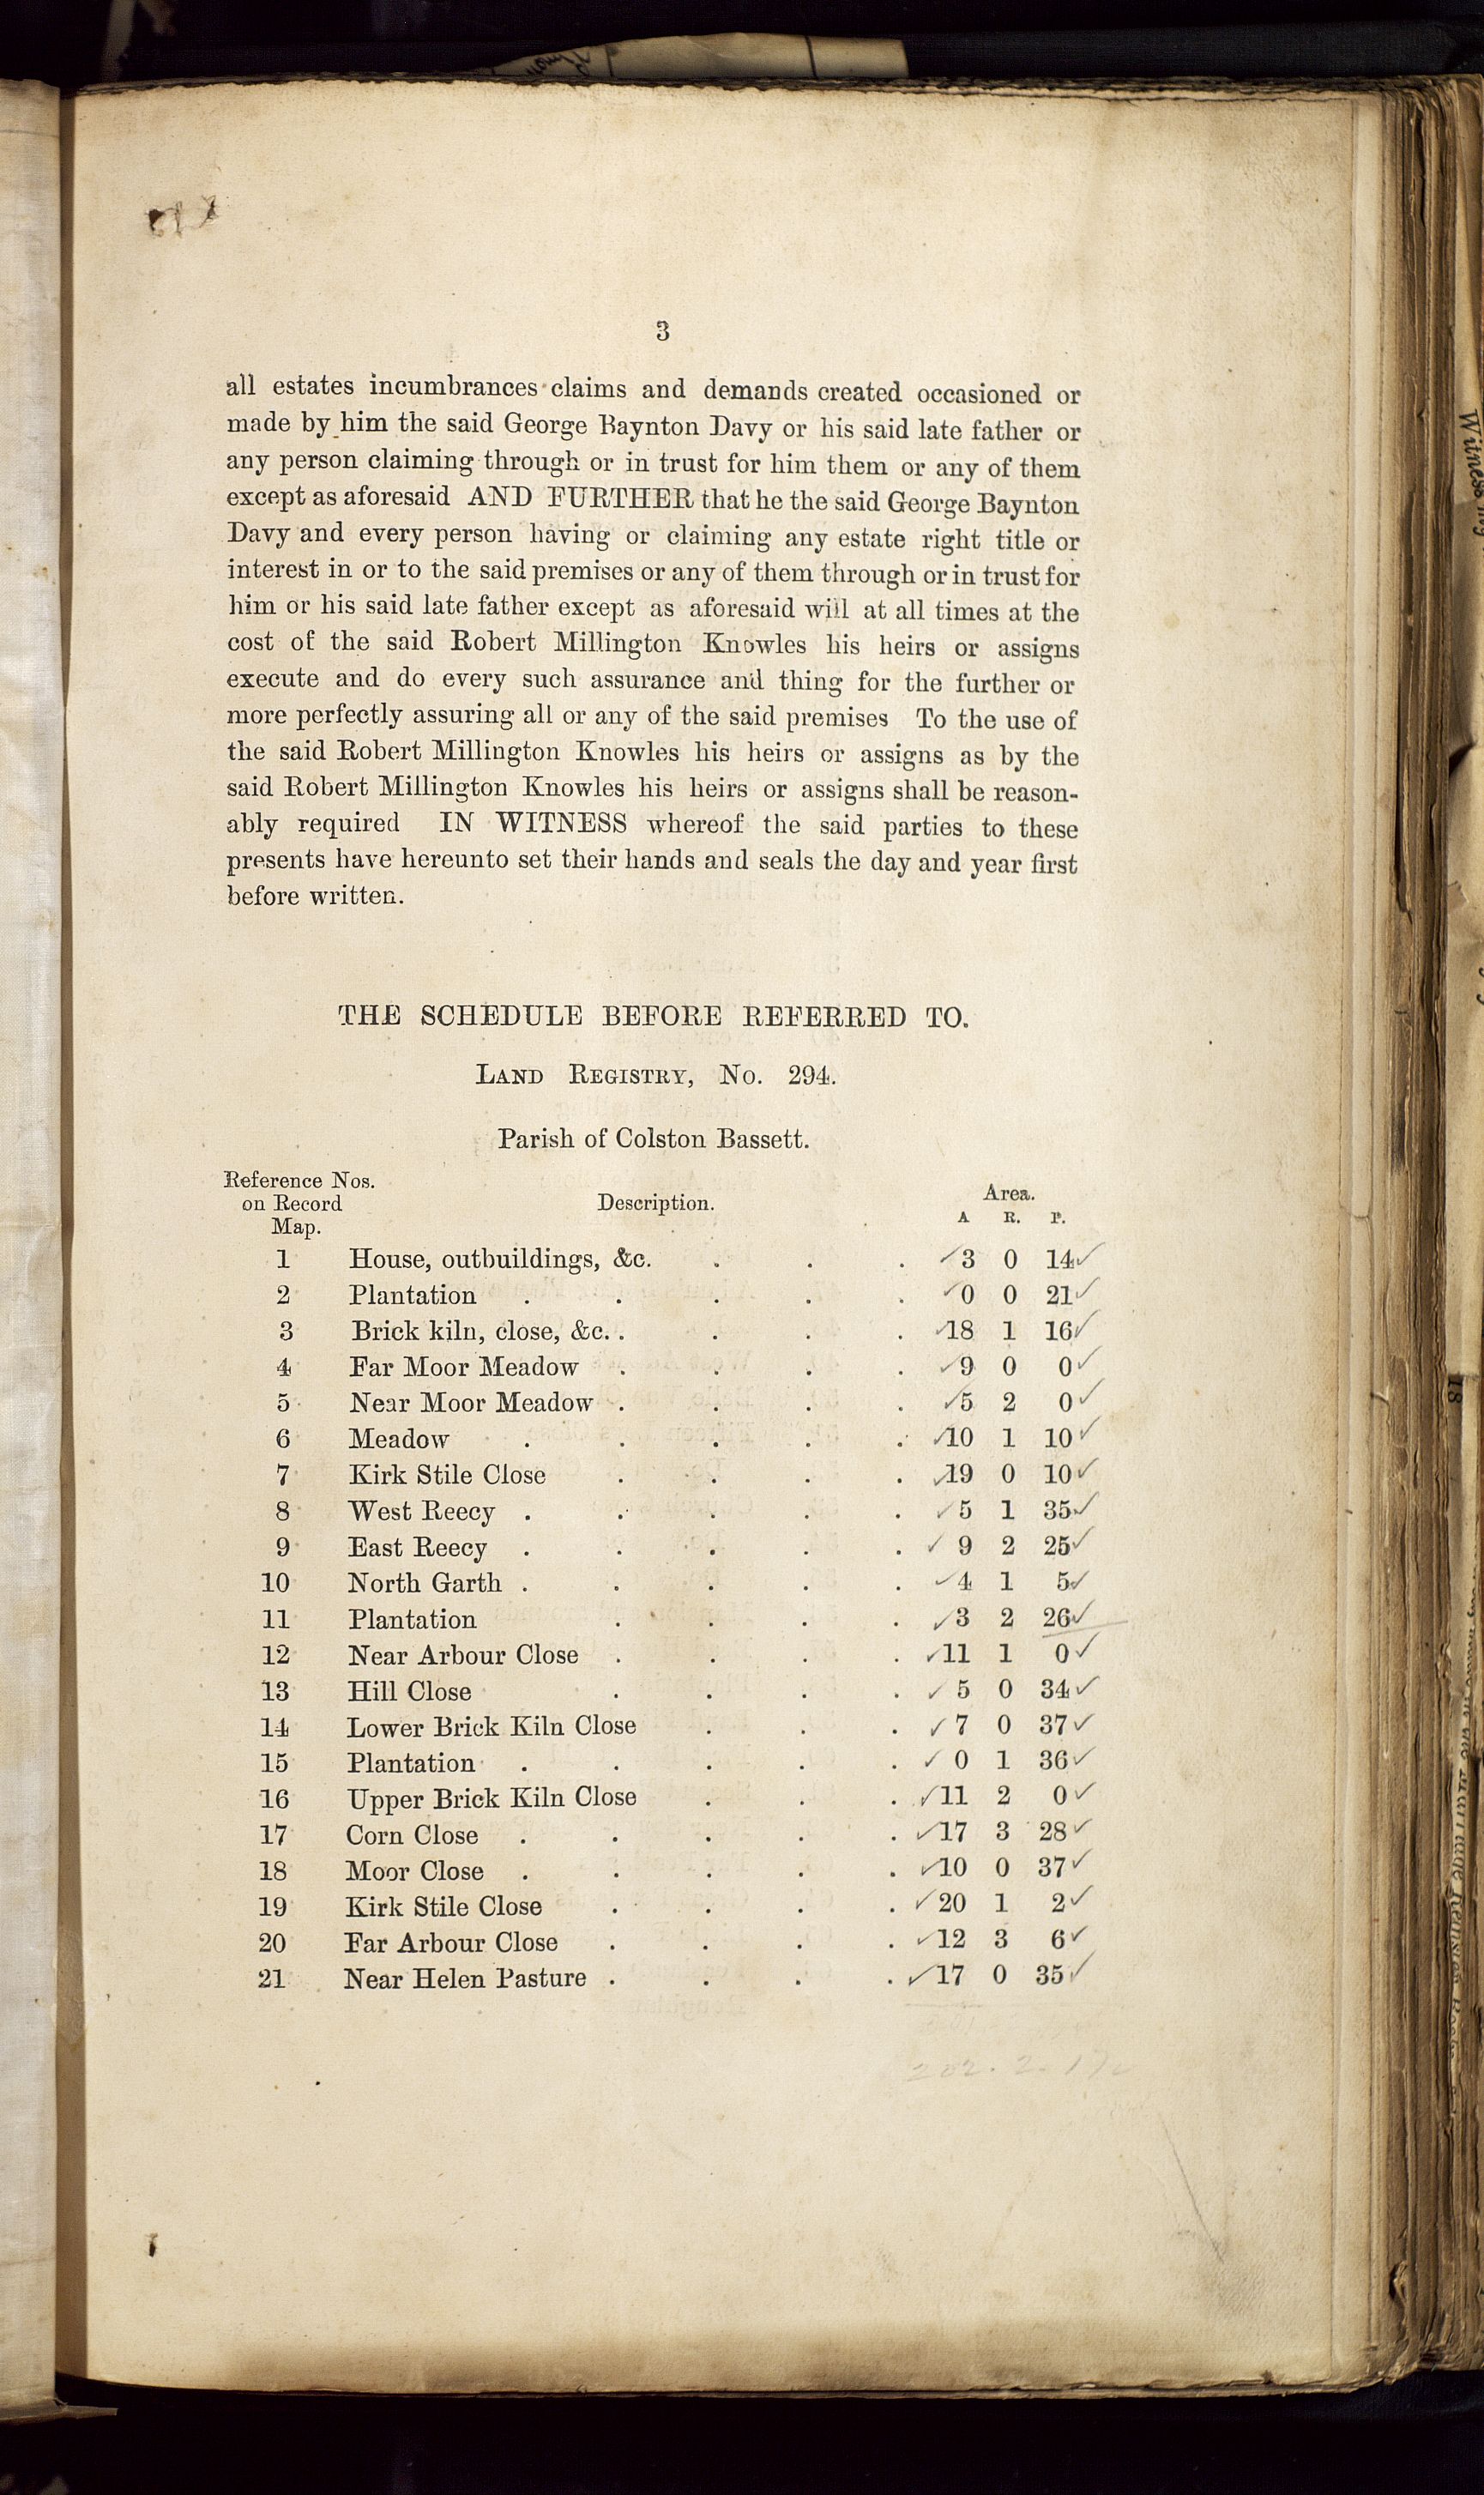 3
all estates incumbrances claims and demands created occasioned or
made by him the said George Baynton Davy or his said late father or
any person claiming through or in trust for him them or any of them
except as aforesaid AND FURTHER that he the said George Baynton
Davy and every person having or claiming any estate right title or
interest in or to the said premises or any of them through or in trust for
him or his said late father except as aforesaid will at all times at the
cost of the said Robert Millington Knowles his heirs or assigns
execute and do every such assurance and thing for the further or
more perfectly assuring all or any of the said premises To the use of
the said Robert Millington Knowles his heirs or assigns as by the
said Robert Millington Knowles his heirs or assigns shall be reason-
ably required IN WITNESS whereof the said parties to these
presents have hereunto set their hands and seals the day and year first
before written.
THE SCHEDULE BEFORE REFERRED TO.
LAND REGISTRY, No. 294.
Parish of Colston Bassett.
Reference Nos.
on Record
Map.
Description.
Area.
A R. P.
1 House, outbuildings, &c. . . . 3 0 14
2 Plantation . . . . . 0 0 21
3 Brick kiln, close, &c. . . . . 18 1 16
4 Far Moor Meadow . . . . 9 0 0
5 Near Moor Meadow . . . . 5 2 0
6 Meadow . . . . . 10 1 10
7 Kirk Stile Close . . . . 19 0 10
8 West Reecy . . . . . 5 1 35
9 East Reecy . . . . . 9 2 25
10 North Garth . . . . . 4 1 5
11 Plantation . . . . 3 2 26
12 Near Arbour Close . . . . 11 1 0
13 Hill Close . . . . 5 0 34
14 Lower Brick Kiln Close . . . 7 0 37
15 Plantation . . . . . 0 1 36
16 Upper Brick Kiln Close . . . 11 2 0
17 Corn Close . . . . . 17 3 28
18 Moor Close . . . . . 10 0 37
19 Kirk Stile Close . . . . 20 1 2
20 Far Arbour Close . . . . 12 3 6
21 Near Helen Pasture . . . . 17 0 35
202 . 2 . 17
Witness my
18